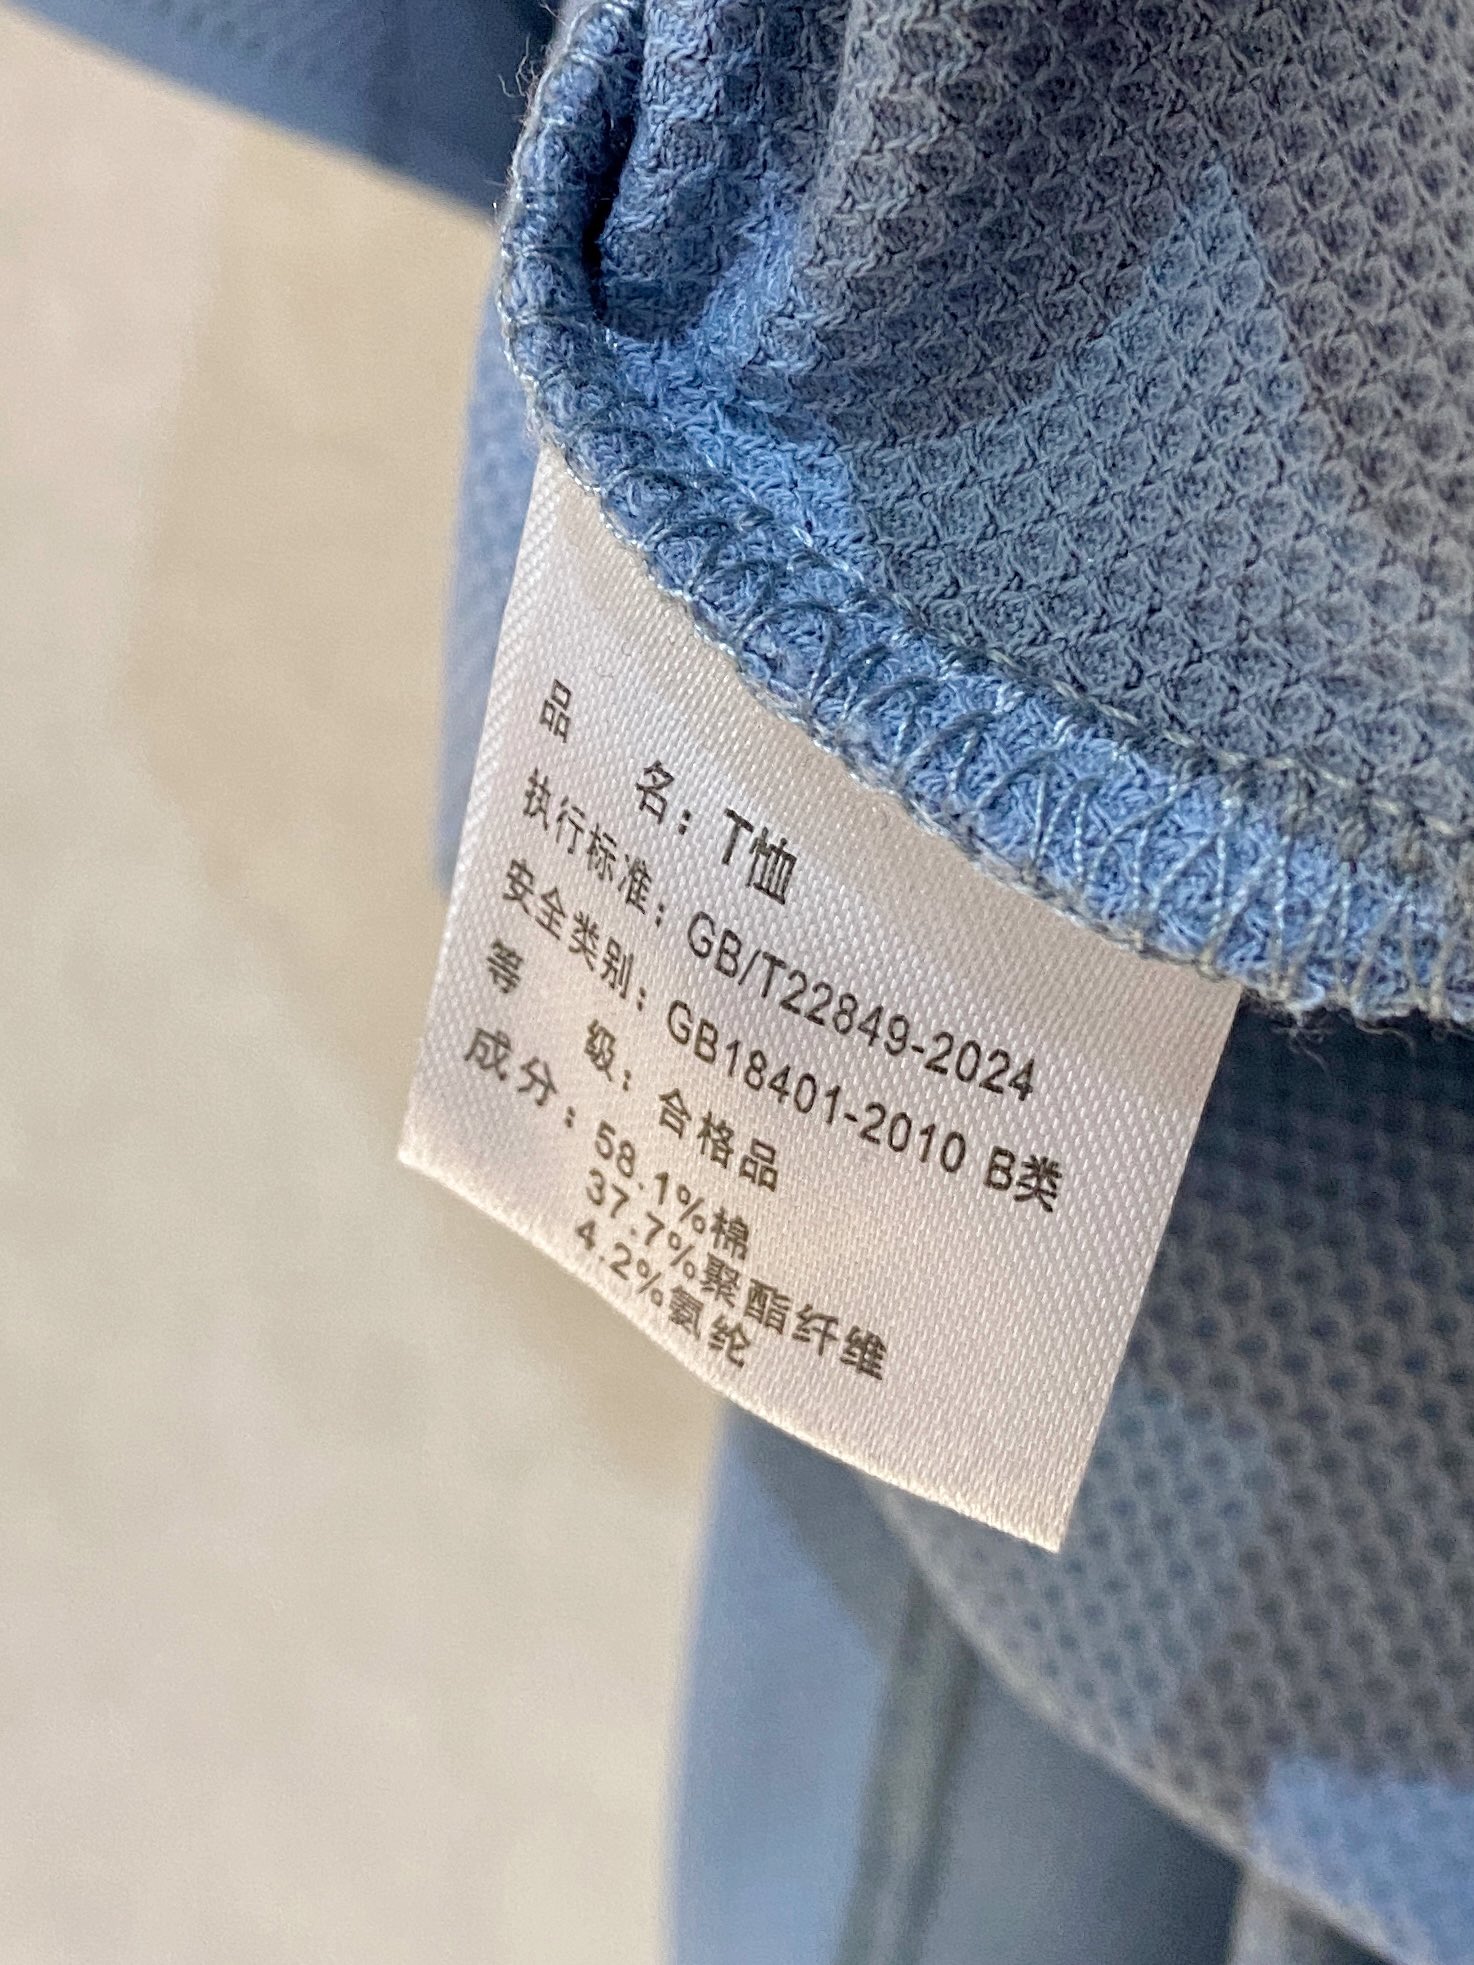 品 名：T恤
执行标准：GB/T22849-2024
安全类别：GB18401-2010 B类
等 级：合格品
成分：58.1%棉
37.7%聚酯纤维
4.2%氨纶